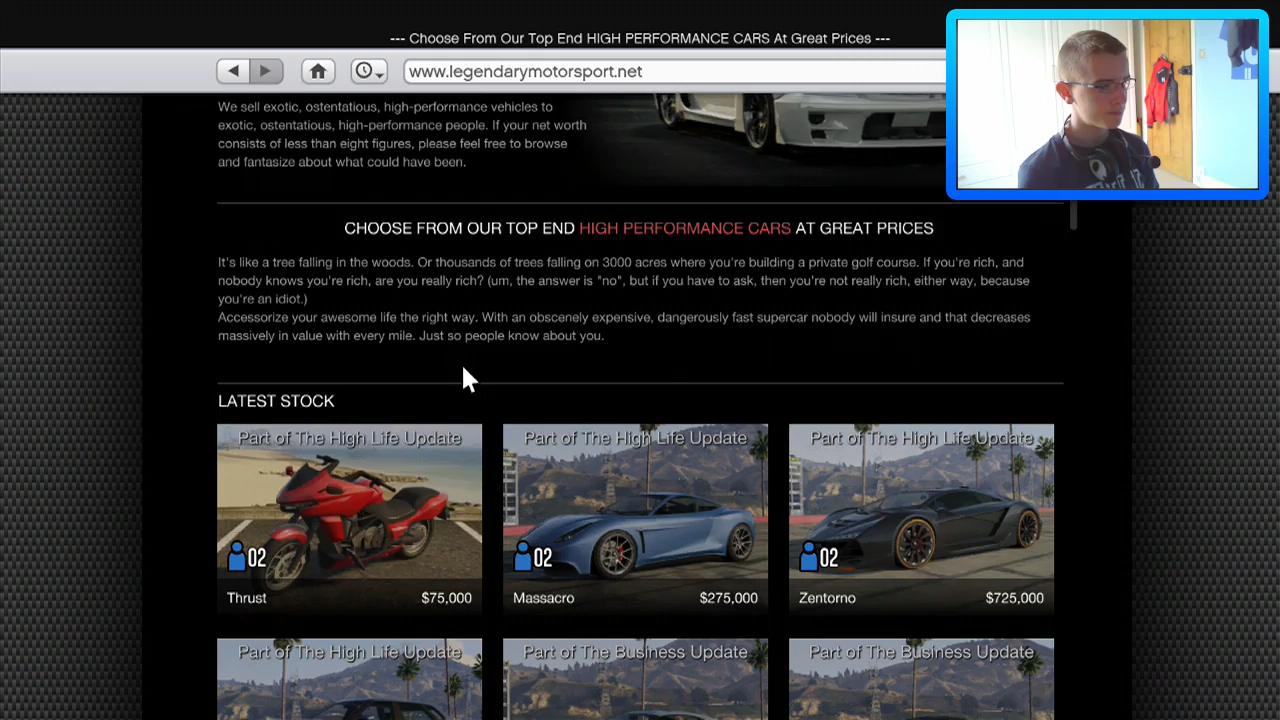 --- Choose From Our Top End HIGH PERFORMANCE CARS At Great Prices ---
www.legendarymotorsport.net
We sell exotic, ostentatious, high-performance vehicles to
exotic, ostentatious, high-performance people. If your net worth
consists of less than eight figures, please feel free to browse
and fantasize about what could have been.
CHOOSE FROM OUR TOP END HIGH PERFORMANCE CARS AT GREAT PRICES
It's like a tree falling in the woods. Or thousands of trees falling on 3000 acres where you're building a private golf course. If you're rich, and
nobody knows you're rich, are you really rich? (um, the answer is "no", but if you have to ask, then you're not really rich, either way, because
you're an idiot.)
Accessorize your awesome life the right way. With an obscenely expensive, dangerously fast supercar nobody will insure and that decreases
massively in value with every mile. Just so people know about you.
LATEST STOCK
Part of The High Life Update
02
Thrust $75,000
Part of The High Life Update
02
Massacro $275,000
Part of The High Life Update
02
Zentorno $725,000
Part of The High Life Update
Part of The Business Update
Part of The Business Update